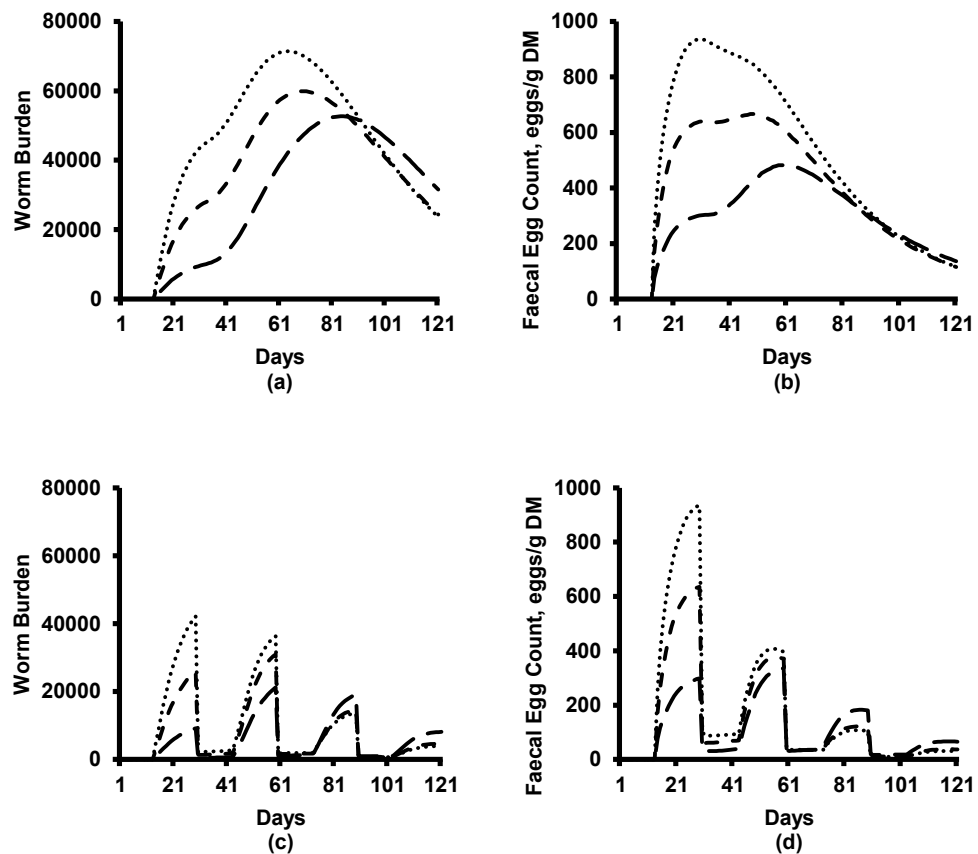 80000
60000
40000
20000
0
Worm Burden
1 21 41 61 81 101 121
Days
(a)
1000
800
600
400
200
0
Faecal Egg Count, eggs/g DM
1 21 41 61 81 101 121
Days
(b)
80000
60000
40000
20000
0
Worm Burden
1 21 41 61 81 101 121
Days
(c)
1000
800
600
400
200
0
Faecal Egg Count, eggs/g DM
1 21 41 61 81 101 121
Days
(d)